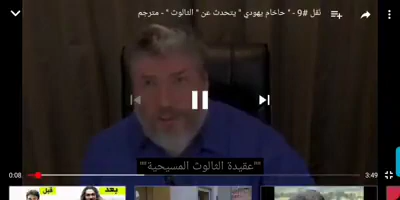 نقل #9 - " حاخام يهودي " يتحدث عن " الثالوث " - مترجم
""عقيدة الثالوث المسيحية""
0:08
3:49
قبل
بعد